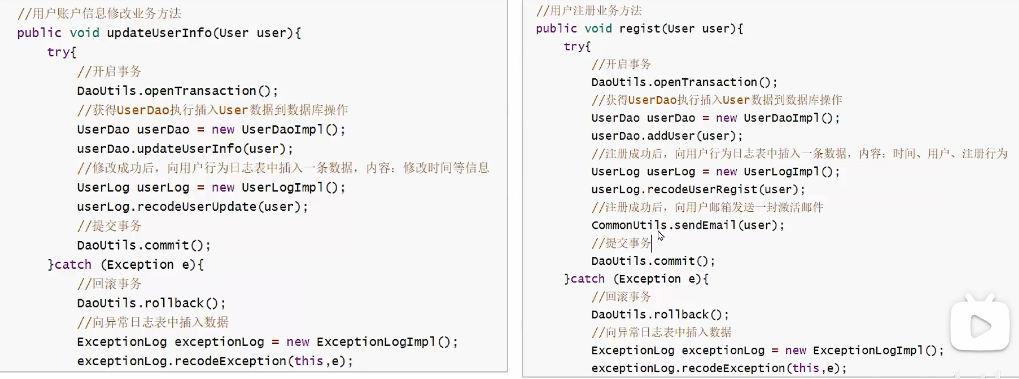 //用户账户信息修改业务方法
public void updateUserInfo(User user){
try{
//开启事务
DaoUtils.openTransaction();
//获得UserDao执行插入User数据到数据库操作
UserDao userDao = new UserDaoImpl();
userDao.updateUserInfo(user);
//修改成功后，向用户行为日志表中插入一条数据，内容：修改时间等信息
UserLog userLog = new UserLogImpl();
userLog.recodeUserUpdate(user);
//提交事务
DaoUtils.commit();
}catch (Exception e){
//回滚事务
DaoUtils.rollback();
//向异常日志表中插入数据
ExceptionLog exceptionLog = new ExceptionLogImpl();
exceptionLog.recodeException(this,e);
//用户注册业务方法
public void regist(User user){
try{
//开启事务
DaoUtils.openTransaction();
//获得UserDao执行插入User数据到数据库操作
UserDao userDao = new UserDaoImpl();
userDao.addUser(user);
//注册成功后，向用户行为日志表中插入一条数据，内容：时间、用户、注册行为
UserLog userLog = new UserLogImpl();
userLog.recodeUserRegist(user);
//注册成功后，向用户邮箱发送一封激活邮件
CommonUtils.sendEmail(user);
//提交事务
DaoUtils.commit();
}catch (Exception e){
//回滚事务
DaoUtils.rollback();
//向异常日志表中插入数据
ExceptionLog exceptionLog = new ExceptionLogImpl();
exceptionLog.recodeException(this,e);